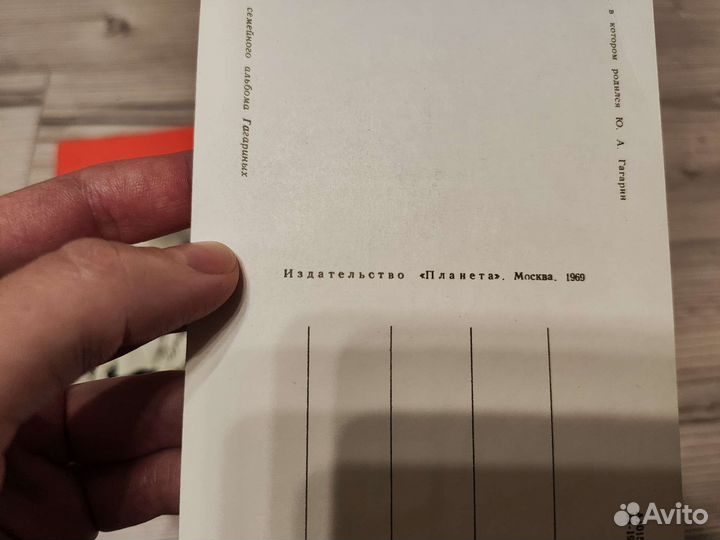 семейного альбома Гагариных
в котором родился Ю. А. Гагарин
Издательство «Планета». Москва. 1969
Avito